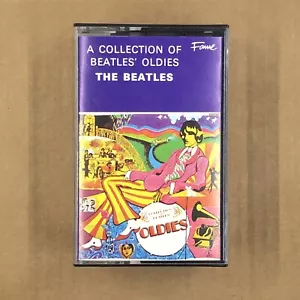 A COLLECTION OF
BEATLES' OLDIES
THE BEATLES
Fame
OLDIES